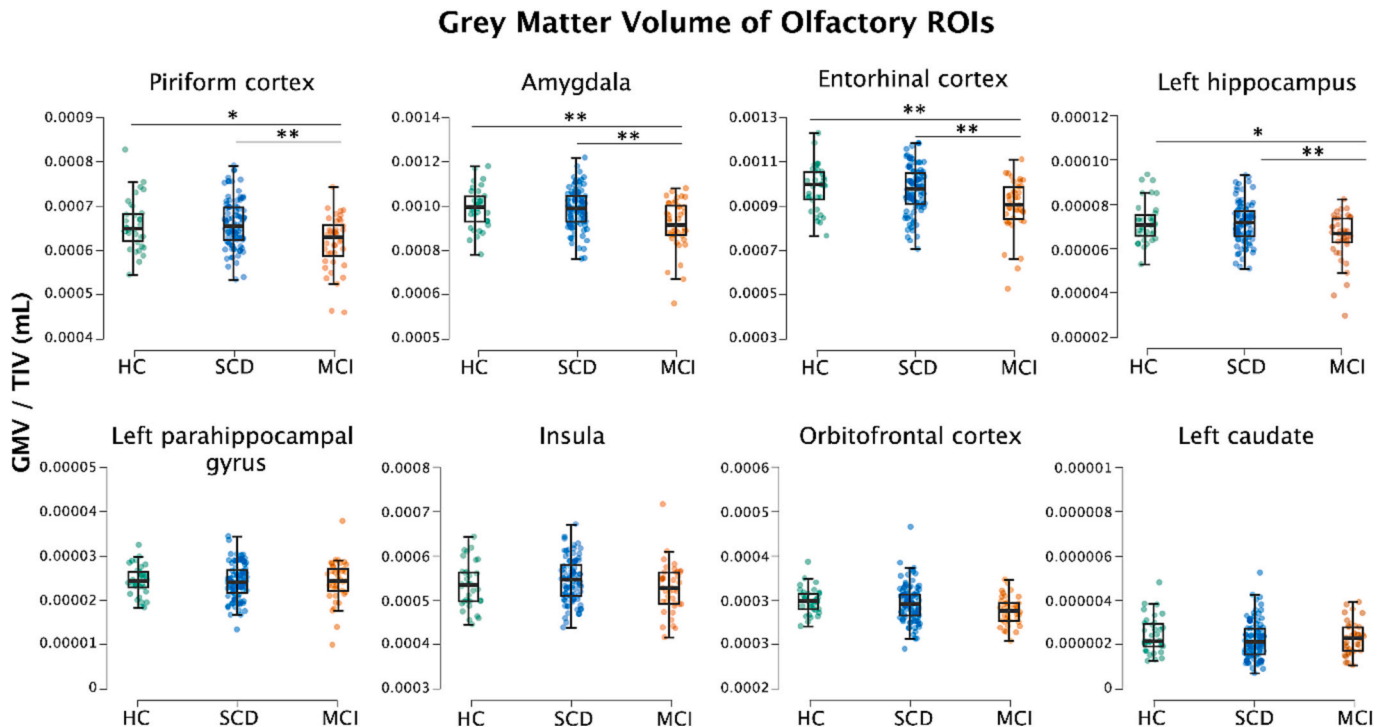 Grey Matter Volume of Olfactory ROIs
GMV / TIV (mL)
Piriform cortex
0.0009
0.0008
0.0007
0.0006
0.0005
0.0004
*
**
HC SCD MCI
Amygdala
0.0014
0.0012
0.0010
0.0008
0.0006
0.0005
**
**
HC SCD MCI
Entorhinal cortex
0.0013
0.0011
0.0009
0.0007
0.0005
0.0003
**
**
HC SCD MCI
Left hippocampus
0.00012
0.00010
0.00008
0.00006
0.00004
0.00002
*
**
HC SCD MCI
Left parahippocampal
gyrus
0.00005
0.00004
0.00003
0.00002
0.00001
0
HC SCD MCI
Insula
0.0008
0.0007
0.0006
0.0005
0.0004
0.0003
HC SCD MCI
Orbitofrontal cortex
0.0006
0.0005
0.0004
0.0003
0.0003
0.0002
HC SCD MCI
Left caudate
0.00001
0.000008
0.000006
0.000004
0.000002
0
HC SCD MCI